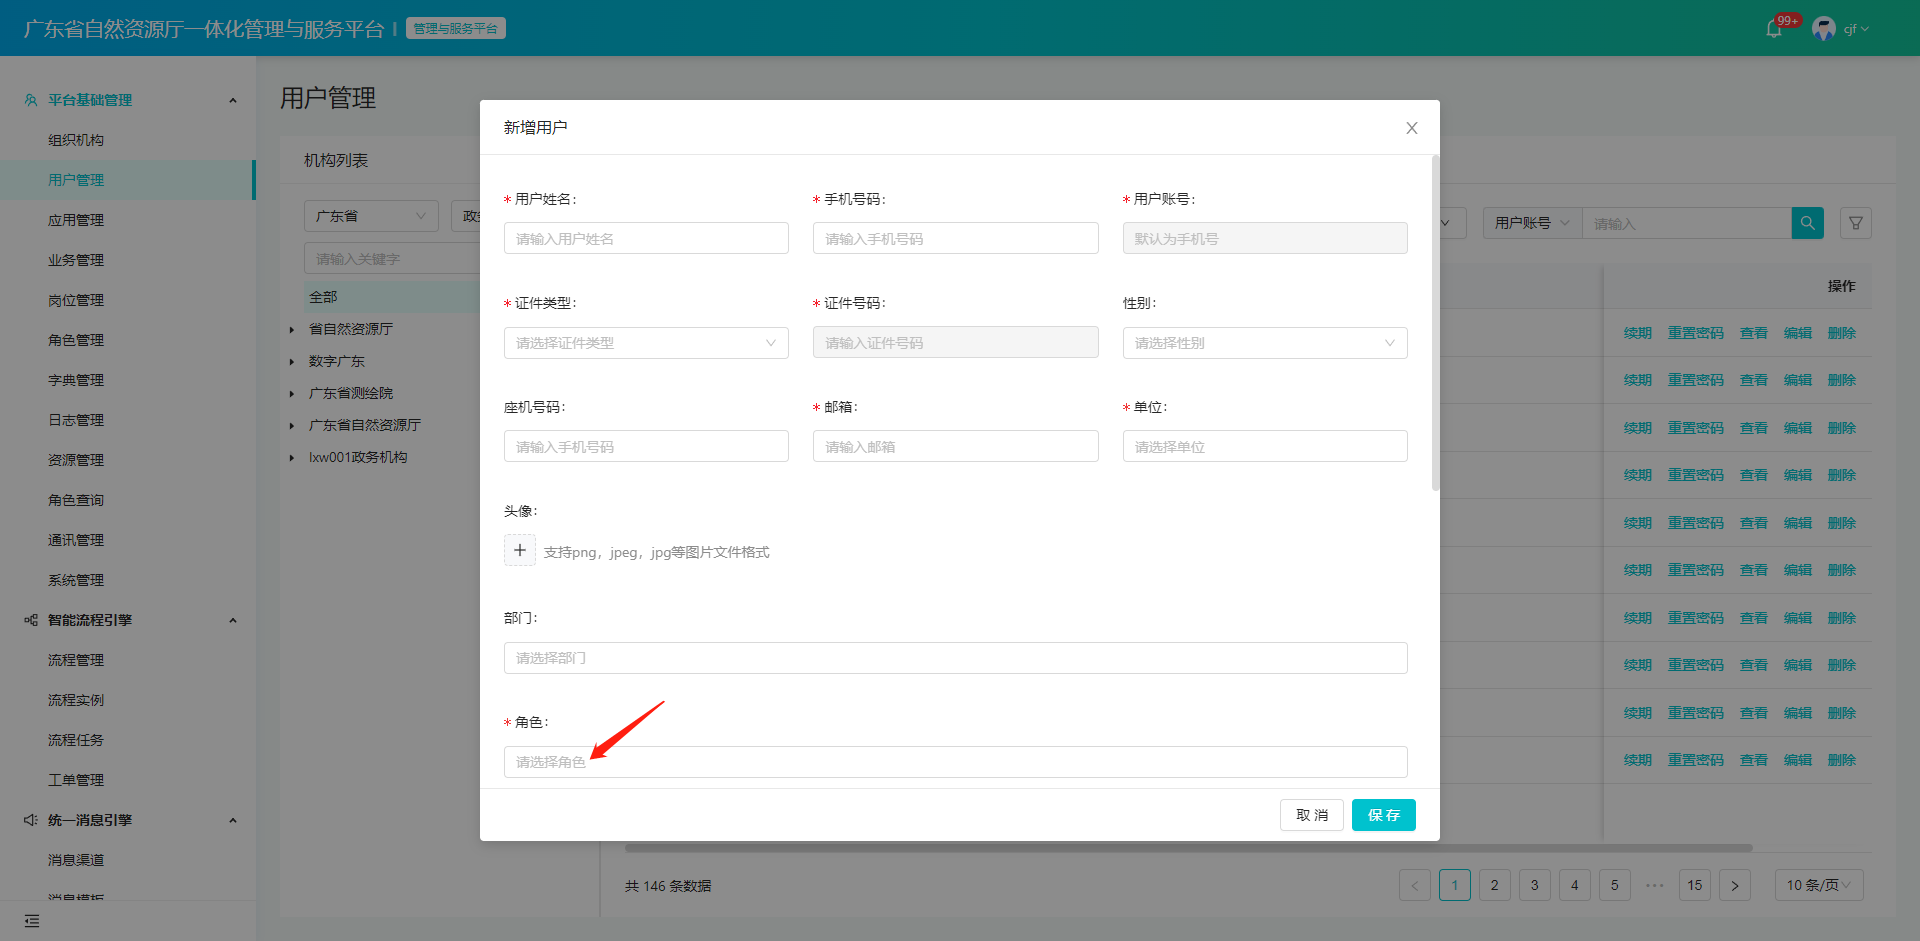 广东省自然资源厅一体化管理与服务平台 管理与服务平台
99+ cjf
平台基础管理
组织机构
用户管理
应用管理
业务管理
岗位管理
角色管理
字典管理
日志管理
资源管理
角色查询
通讯管理
系统管理
智能流程引擎
流程管理
流程实例
流程任务
工单管理
统一消息引擎
消息渠道
消息模板
用户管理
机构列表
广东省
请输入关键字
全部
省自然资源厅
数字广东
广东省测绘院
广东省自然资源厅
lxw001政务机构
新增用户
* 用户姓名:
请输入用户姓名
* 手机号码:
请输入手机号码
* 用户账号:
默认为手机号
* 证件类型:
请选择证件类型
* 证件号码:
请输入证件号码
性别:
请选择性别
座机号码:
请输入手机号码
* 邮箱:
请输入邮箱
* 单位:
请选择单位
头像:
+ 支持png，jpeg，jpg等图片文件格式
部门:
请选择部门
* 角色:
请选择角色
取 消 保 存
用户账号 请输入
操作
续期 重置密码 查看 编辑 删除
续期 重置密码 查看 编辑 删除
续期 重置密码 查看 编辑 删除
续期 重置密码 查看 编辑 删除
续期 重置密码 查看 编辑 删除
续期 重置密码 查看 编辑 删除
续期 重置密码 查看 编辑 删除
续期 重置密码 查看 编辑 删除
续期 重置密码 查看 编辑 删除
续期 重置密码 查看 编辑 删除
共 146 条数据
< 1 2 3 4 5 ••• 15 > 10 条/页